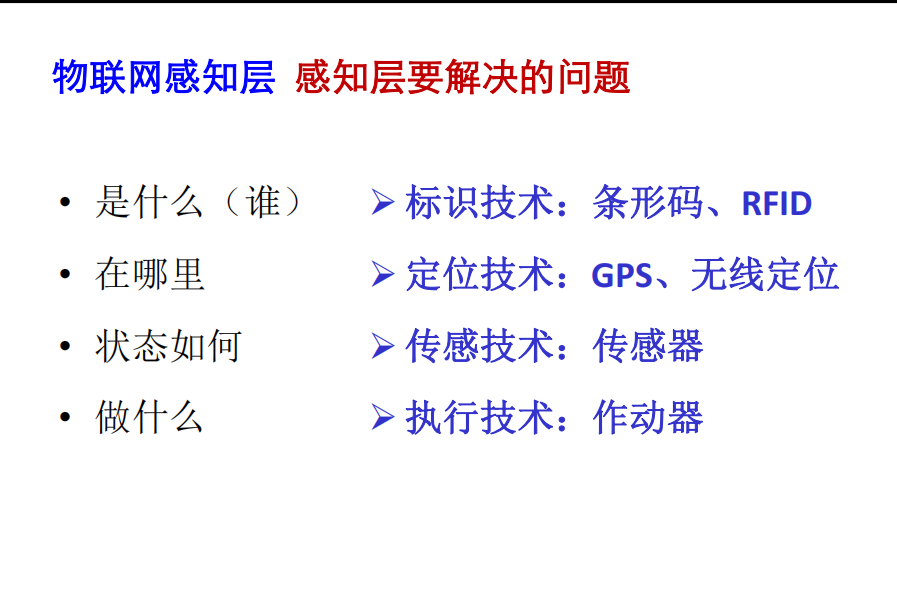 物联网感知层 感知层要解决的问题
• 是什么（谁） ➢ 标识技术：条形码、RFID
• 在哪里 ➢ 定位技术：GPS、无线定位
• 状态如何 ➢ 传感技术：传感器
• 做什么 ➢ 执行技术：作动器